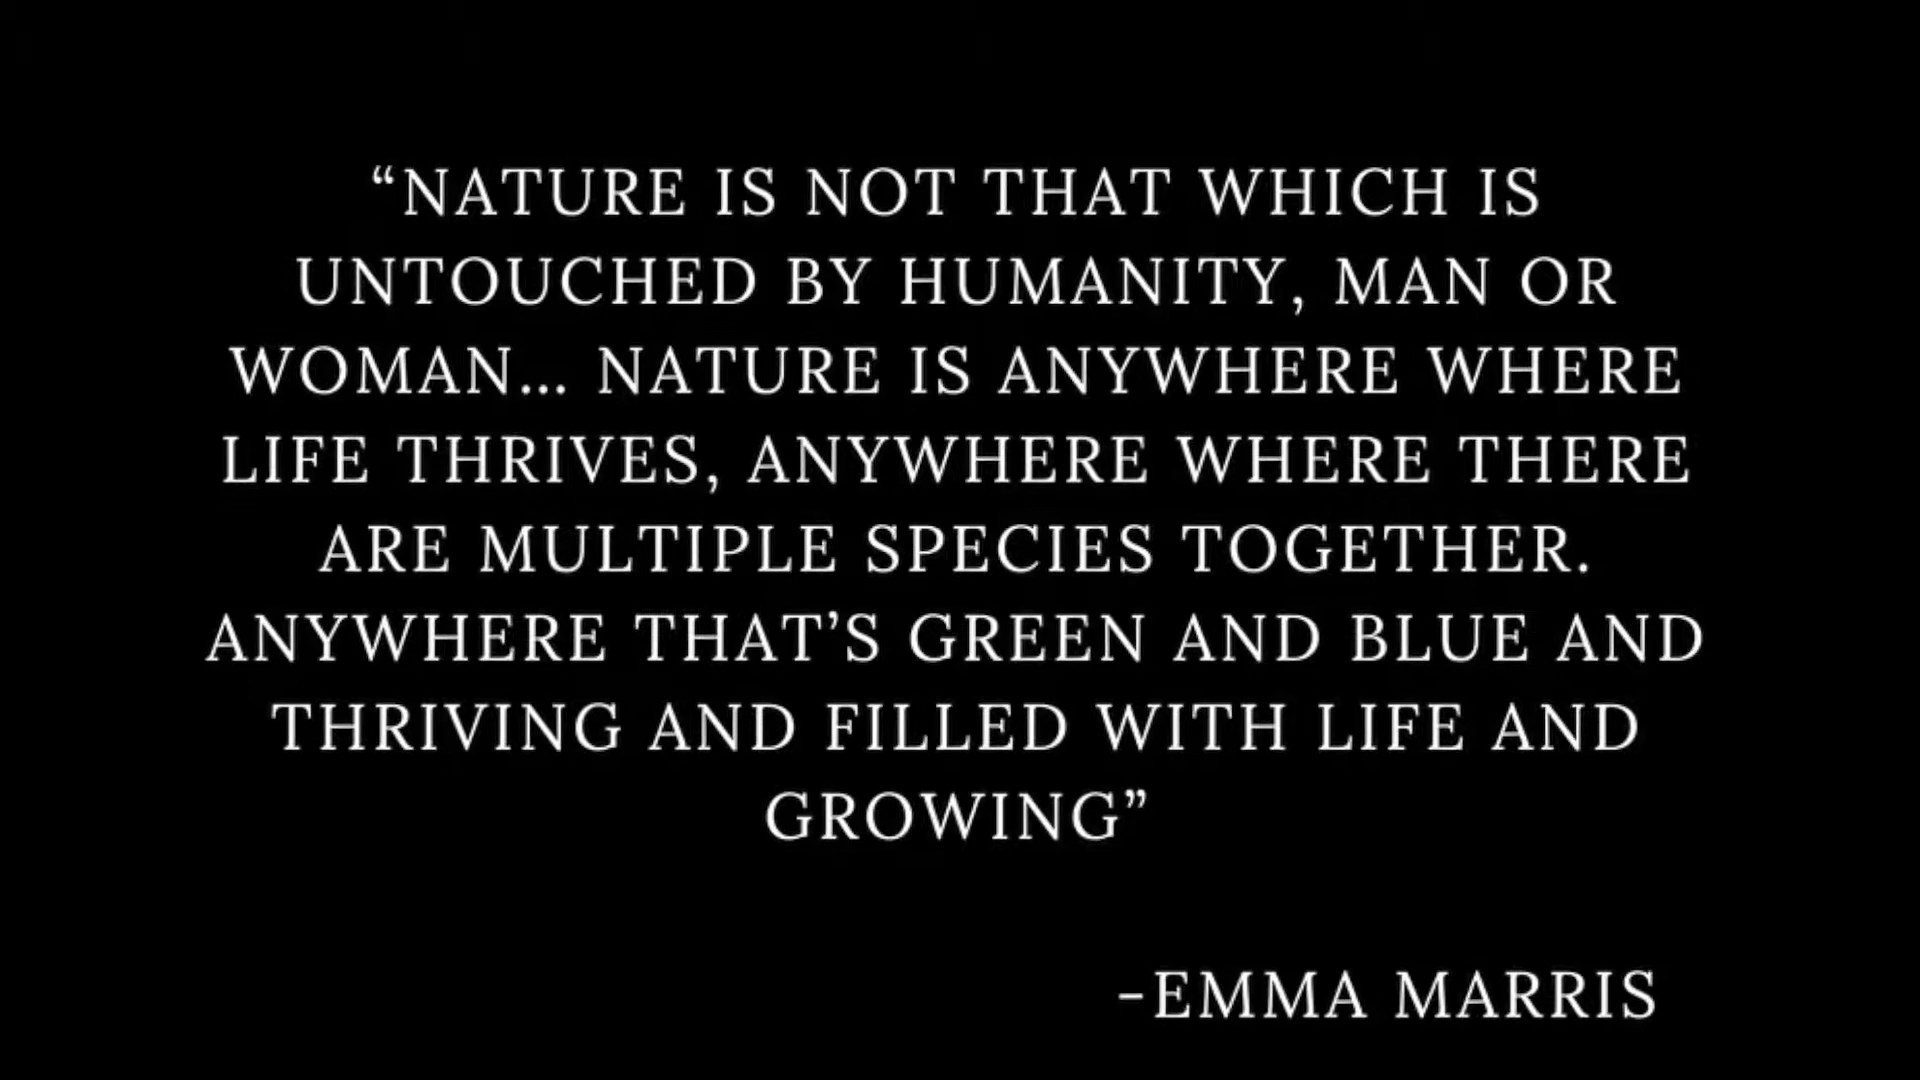 “NATURE IS NOT THAT WHICH IS
UNTOUCHED BY HUMANITY, MAN OR
WOMAN... NATURE IS ANYWHERE WHERE
LIFE THRIVES, ANYWHERE WHERE THERE
ARE MULTIPLE SPECIES TOGETHER.
ANYWHERE THAT’S GREEN AND BLUE AND
THRIVING AND FILLED WITH LIFE AND
GROWING”
-EMMA MARRIS